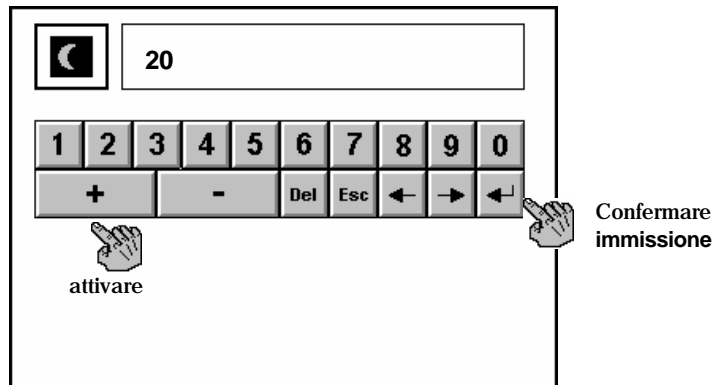 20
1 2 3 4 5 6 7 8 9 0
+ - Del Esc ← → ↵
Confermare
immissione
attivare